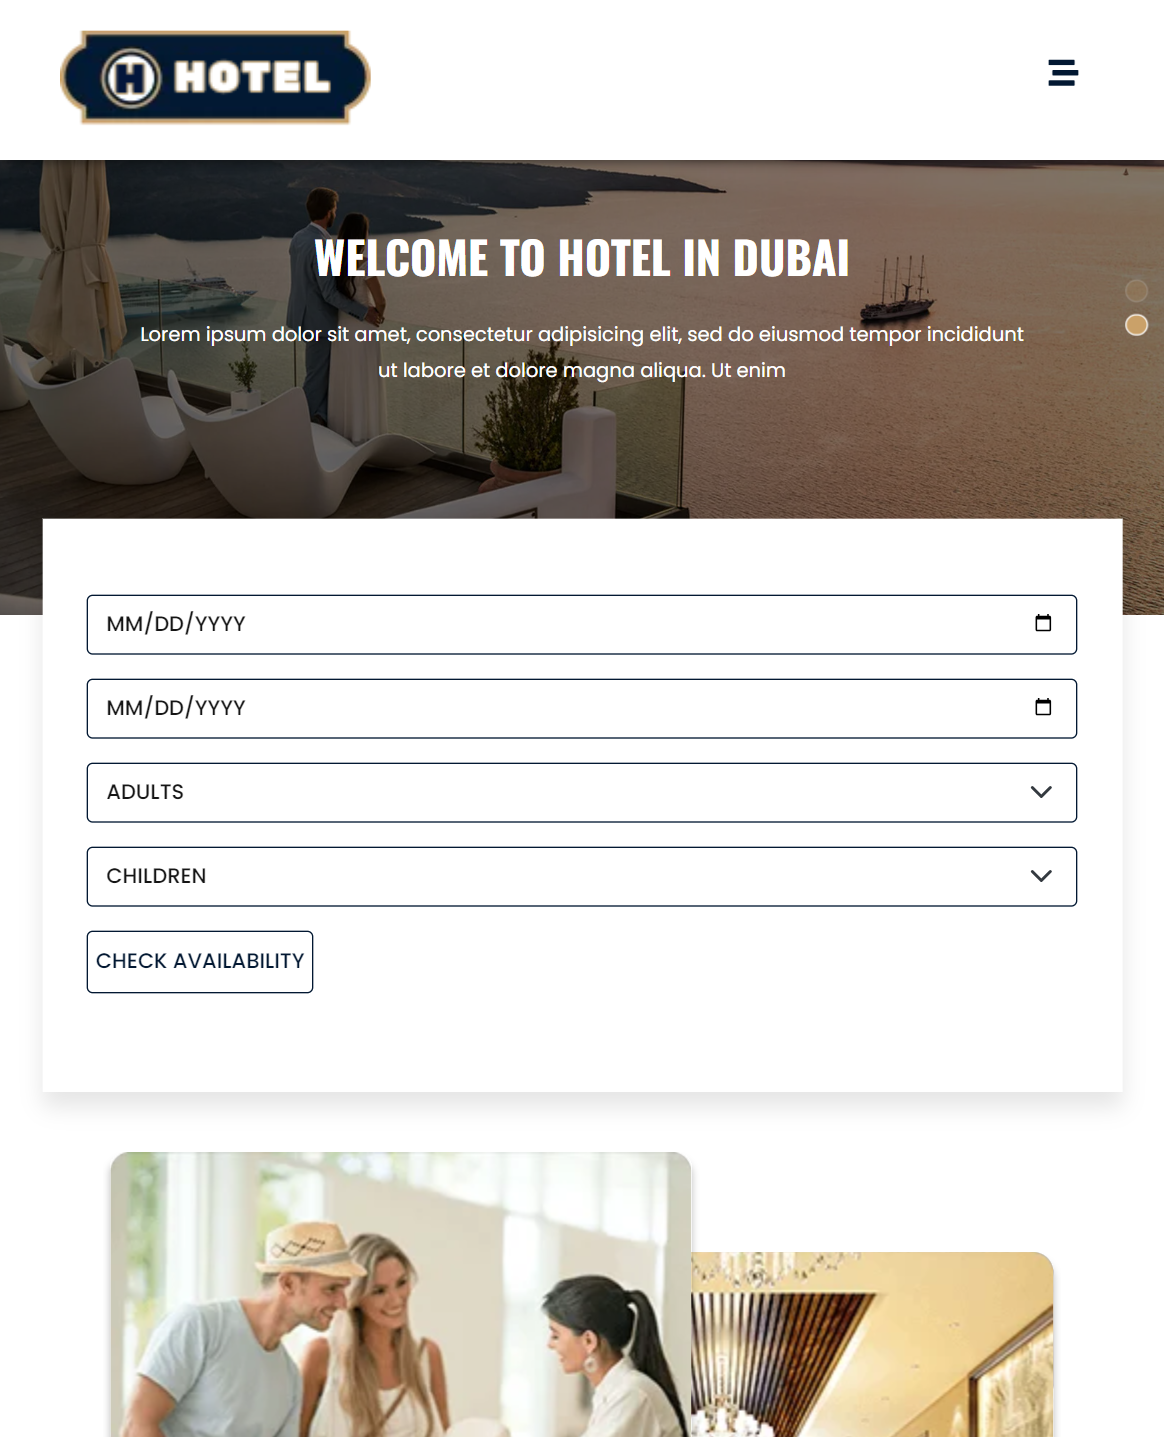 H HOTEL
WELCOME TO HOTEL IN DUBAI
Lorem ipsum dolor sit amet, consectetur adipisicing elit, sed do eiusmod tempor incididunt
ut labore et dolore magna aliqua. Ut enim
MM/DD/YYYY
MM/DD/YYYY
ADULTS
CHILDREN
CHECK AVAILABILITY